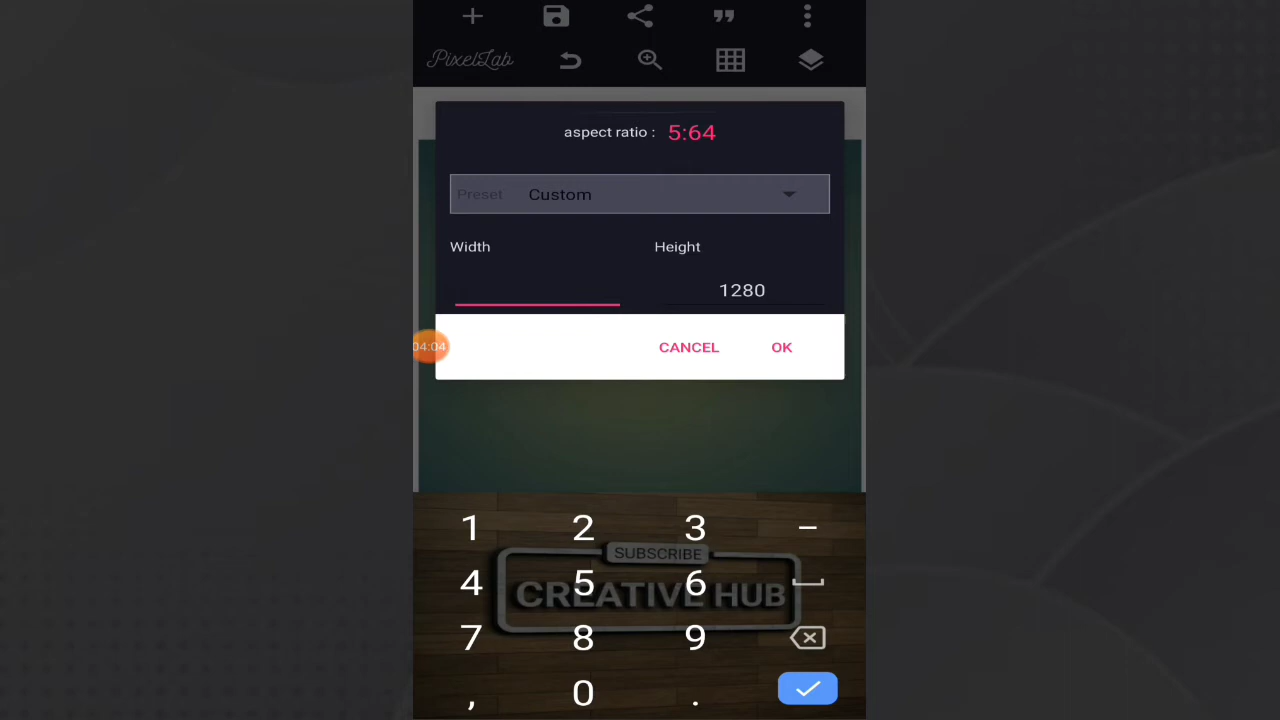 PixelLab
aspect ratio : 5:64
Preset Custom
Width Height
1280
04:04
CANCEL OK
1 2 3 –
SUBSCRIBE
4 5 6
CREATIVE HUB
7 8 9
, 0 .